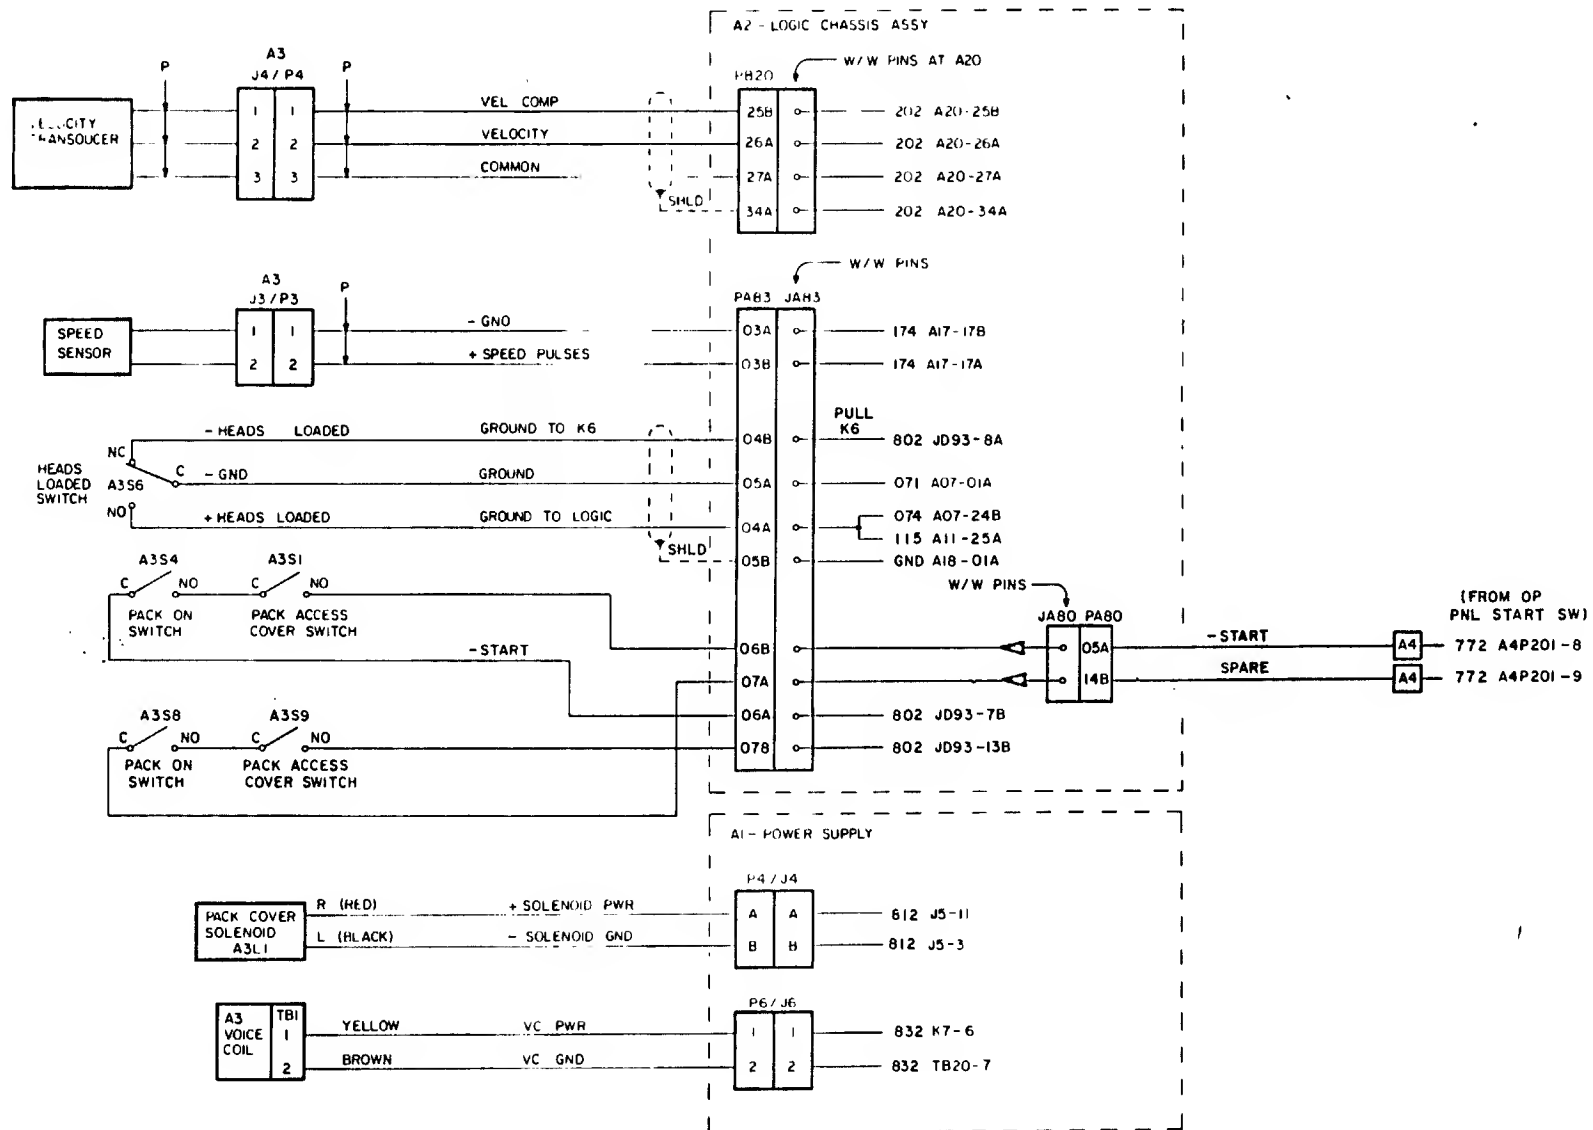 A2 - LOGIC CHASSIS ASSY
W/W PINS AT A20
A3
J4 / P4
P
P
PB20
VEL COMP
1 1
25B
202 A20-25B
VELOCITY
2 2
26A
202 A20-26A
COMMON
3 3
27A
202 A20-27A
SHLD
34A
202 A20-34A
W/W PINS
A3
J3 / P3
P
PA83 JA83
SPEED
SENSOR
1 1
- GND
03A
174 A17-17B
2 2
+ SPEED PULSES
03B
174 A17-17A
PULL
K6
- HEADS LOADED
GROUND TO K6
04B
802 JD93-8A
NC
HEADS
LOADED
SWITCH
A3S6
C
- GND
GROUND
05A
071 A07-01A
NO
+ HEADS LOADED
GROUND TO LOGIC
04A
074 A07-24B
115 A11-25A
SHLD
05B
GND A18-01A
A3S4
A3S1
C NO
C NO
PACK ON
SWITCH
PACK ACCESS
COVER SWITCH
W/W PINS
JA80 PA80
(FROM OP
PNL START SW)
06B
05A
-START
A4
772 A4P201-8
-START
07A
14B
SPARE
A4
772 A4P201-9
06A
802 JD93-7B
A3S8
A3S9
C NO
C NO
PACK ON
SWITCH
PACK ACCESS
COVER SWITCH
07B
802 JD93-13B
A1- POWER SUPPLY
P4 / J4
PACK COVER
SOLENOID
A3L1
R (RED)
+ SOLENOID PWR
A A
812 J5-11
L (BLACK)
- SOLENOID GND
B B
812 J5-3
P6 / J6
A3
VOICE
COIL
TB1
1
YELLOW
VC PWR
1 1
832 K7-6
2
BROWN
VC GND
2 2
832 TB20-7